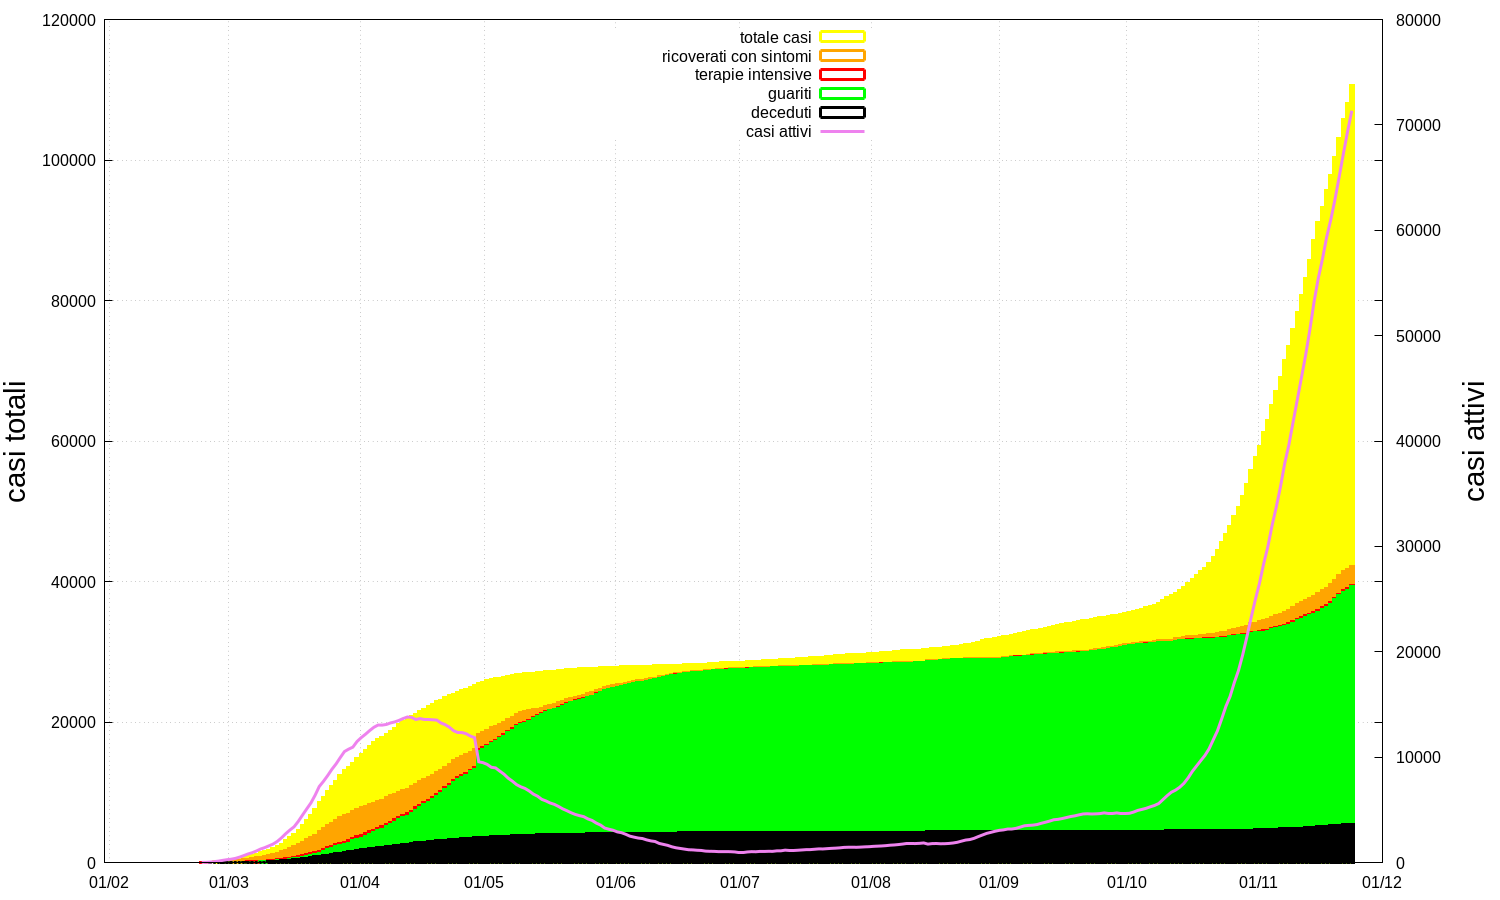 totale casi
ricoverati con sintomi
terapie intensive
guariti
deceduti
casi attivi
casi totali
120000
100000
80000
60000
40000
20000
0
80000
70000
60000
50000
40000
30000
20000
10000
0
casi attivi
01/02 01/03 01/04 01/05 01/06 01/07 01/08 01/09 01/10 01/11 01/12